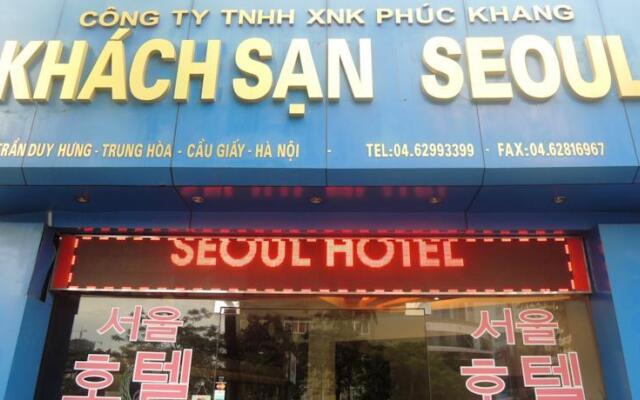 CÔNG TY TNHH XNK PHÚC KHANG
KHÁCH SẠN SEOUL
TRẦN DUY HƯNG - TRUNG HÒA - CẦU GIẤY - HÀ NỘI - TEL: 04.62993399 - FAX: 04.62816967
SEOUL HOTEL
서울 서울
호텔 호텔